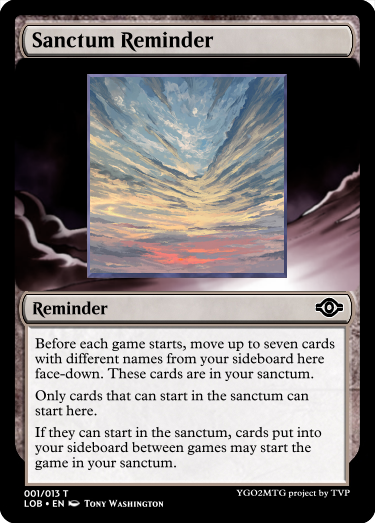 Sanctum Reminder
Reminder
Before each game starts, move up to seven cards
with different names from your sideboard here
face-down. These cards are in your sanctum.
Only cards that can start in the sanctum can
start here.
If they can start in the sanctum, cards put into
your sideboard between games may start the
game in your sanctum.
001/013 T
YGO2MTG project by TVP
LOB • EN Tony Washington